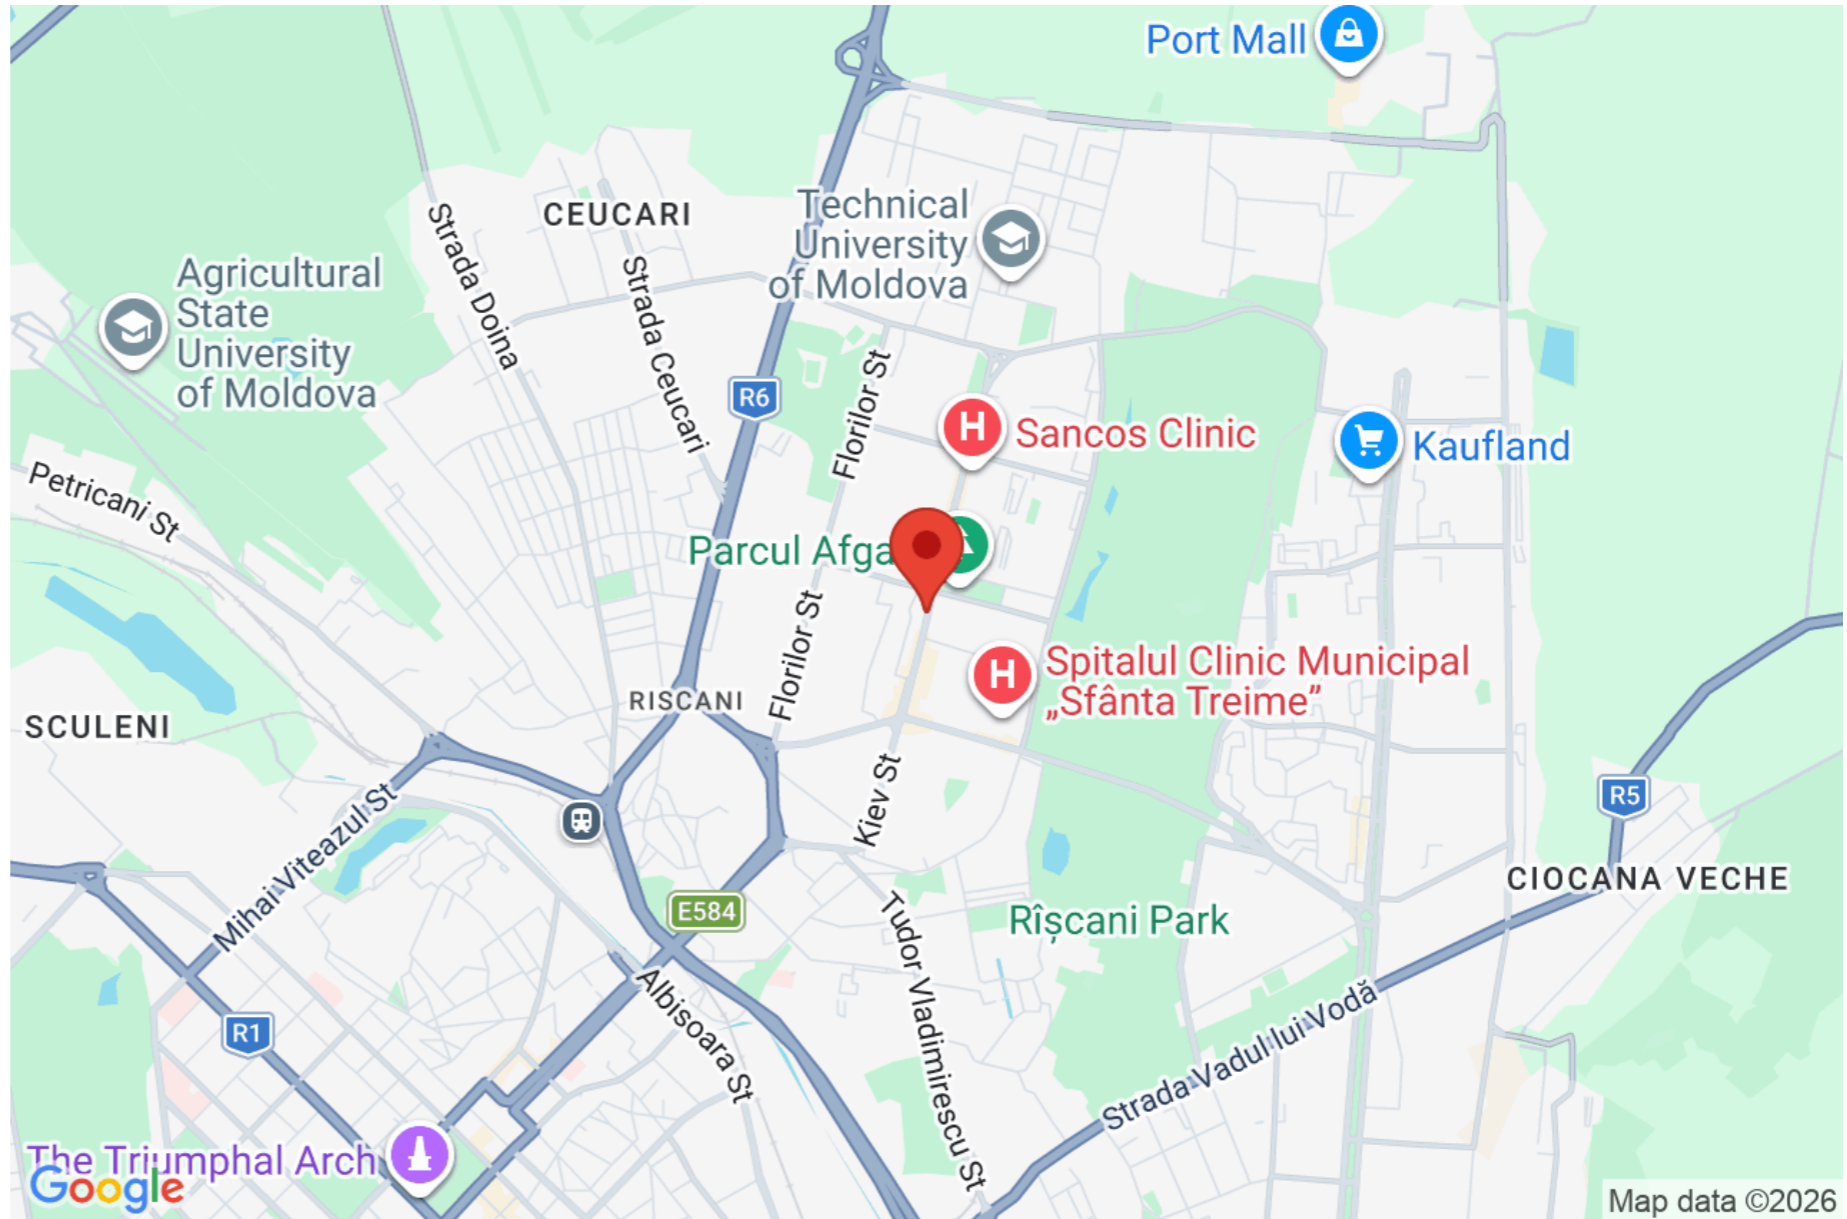 Port Mall
CEUCARI
Technical
University
of Moldova
Strada Doina
Strada Ceucari
Agricultural
State
University
of Moldova
R6
Florilor St
Sancos Clinic
Kaufland
Petricani St
Parcul Afga
Florilor St
Spitalul Clinic Municipal
„Sfânta Treime”
RISCANI
SCULENI
Kiev St
R5
Mihai Viteazul St
CIOCANA VECHE
E584
Rîșcani Park
Tudor Vladimirescu St
Albisoara St
R1
Strada Vadul lui Vodă
The Triumphal Arch
Google
Map data ©2026